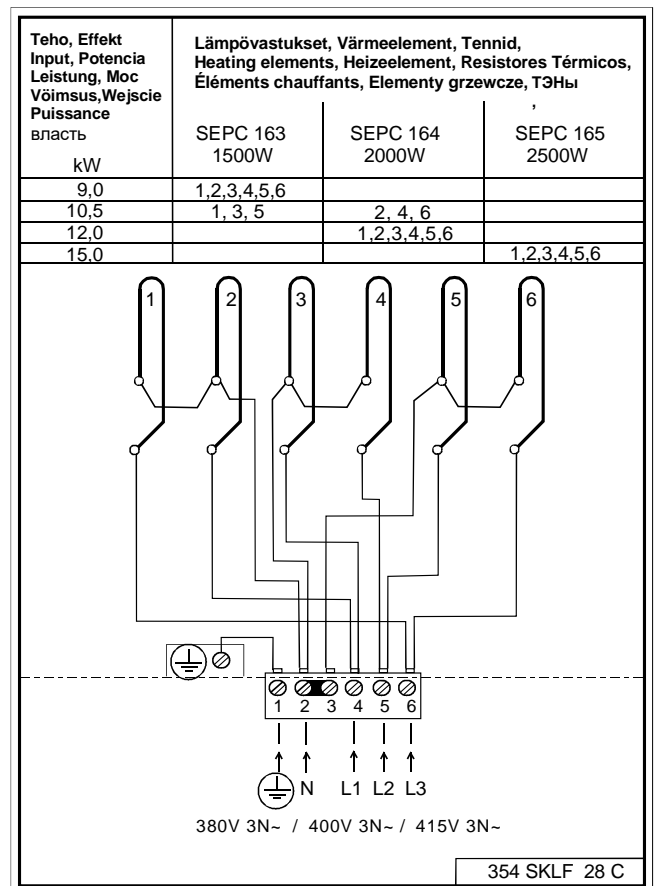 Teho, Effekt
Input, Potencia
Leistung, Moc
Vöimsus,Wejscie
Puissance
власть
kW
Lämpövastukset, Värmeelement, Tennid,
Heating elements, Heizeelement, Resistores Térmicos,
Éléments chauffants, Elementy grzewcze, ТЭНы
,
SEPC 163 SEPC 164 SEPC 165
1500W 2000W 2500W
9,0 1,2,3,4,5,6
10,5 1, 3, 5 2, 4, 6
12,0 1,2,3,4,5,6
15,0 1,2,3,4,5,6
1 2 3 4 5 6
1 2 3 4 5 6
N L1 L2 L3
380V 3N~ / 400V 3N~ / 415V 3N~
354 SKLF 28 C